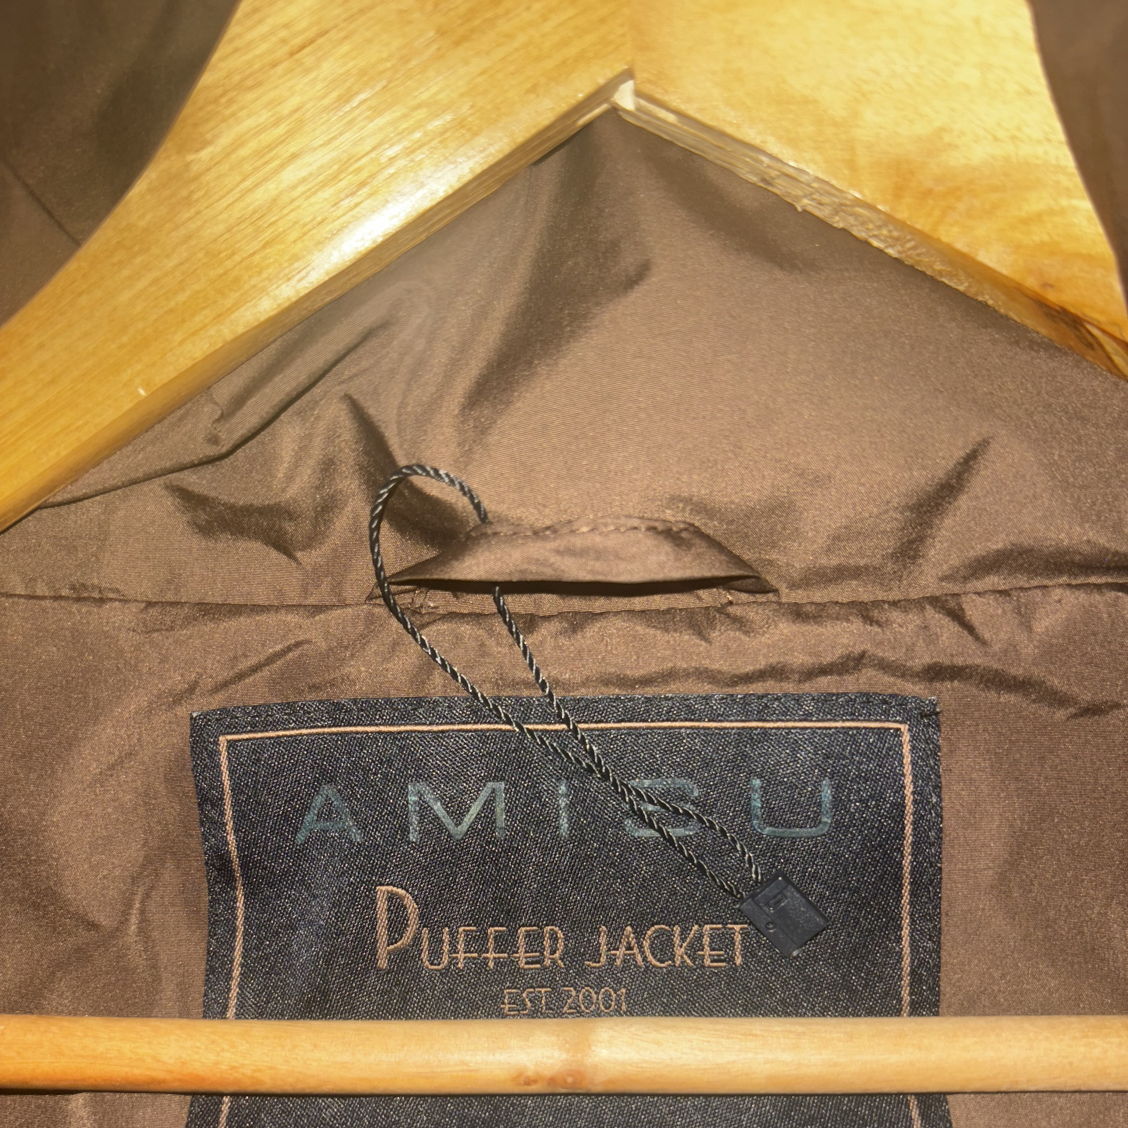 AMISU
PUFFER JACKET
EST. 2001